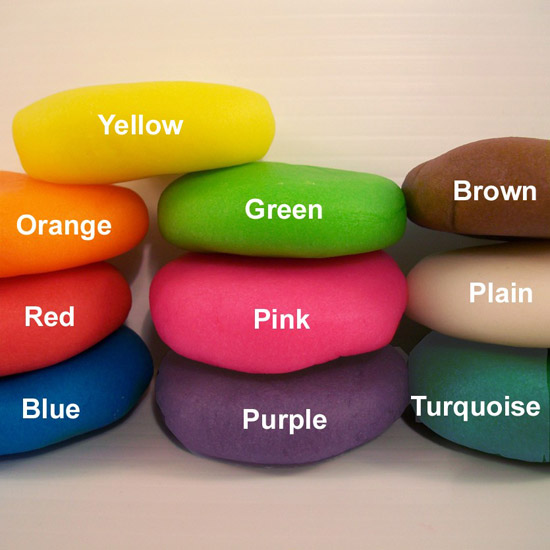 Yellow
Orange
Green
Brown
Red
Pink
Plain
Blue
Purple
Turquoise